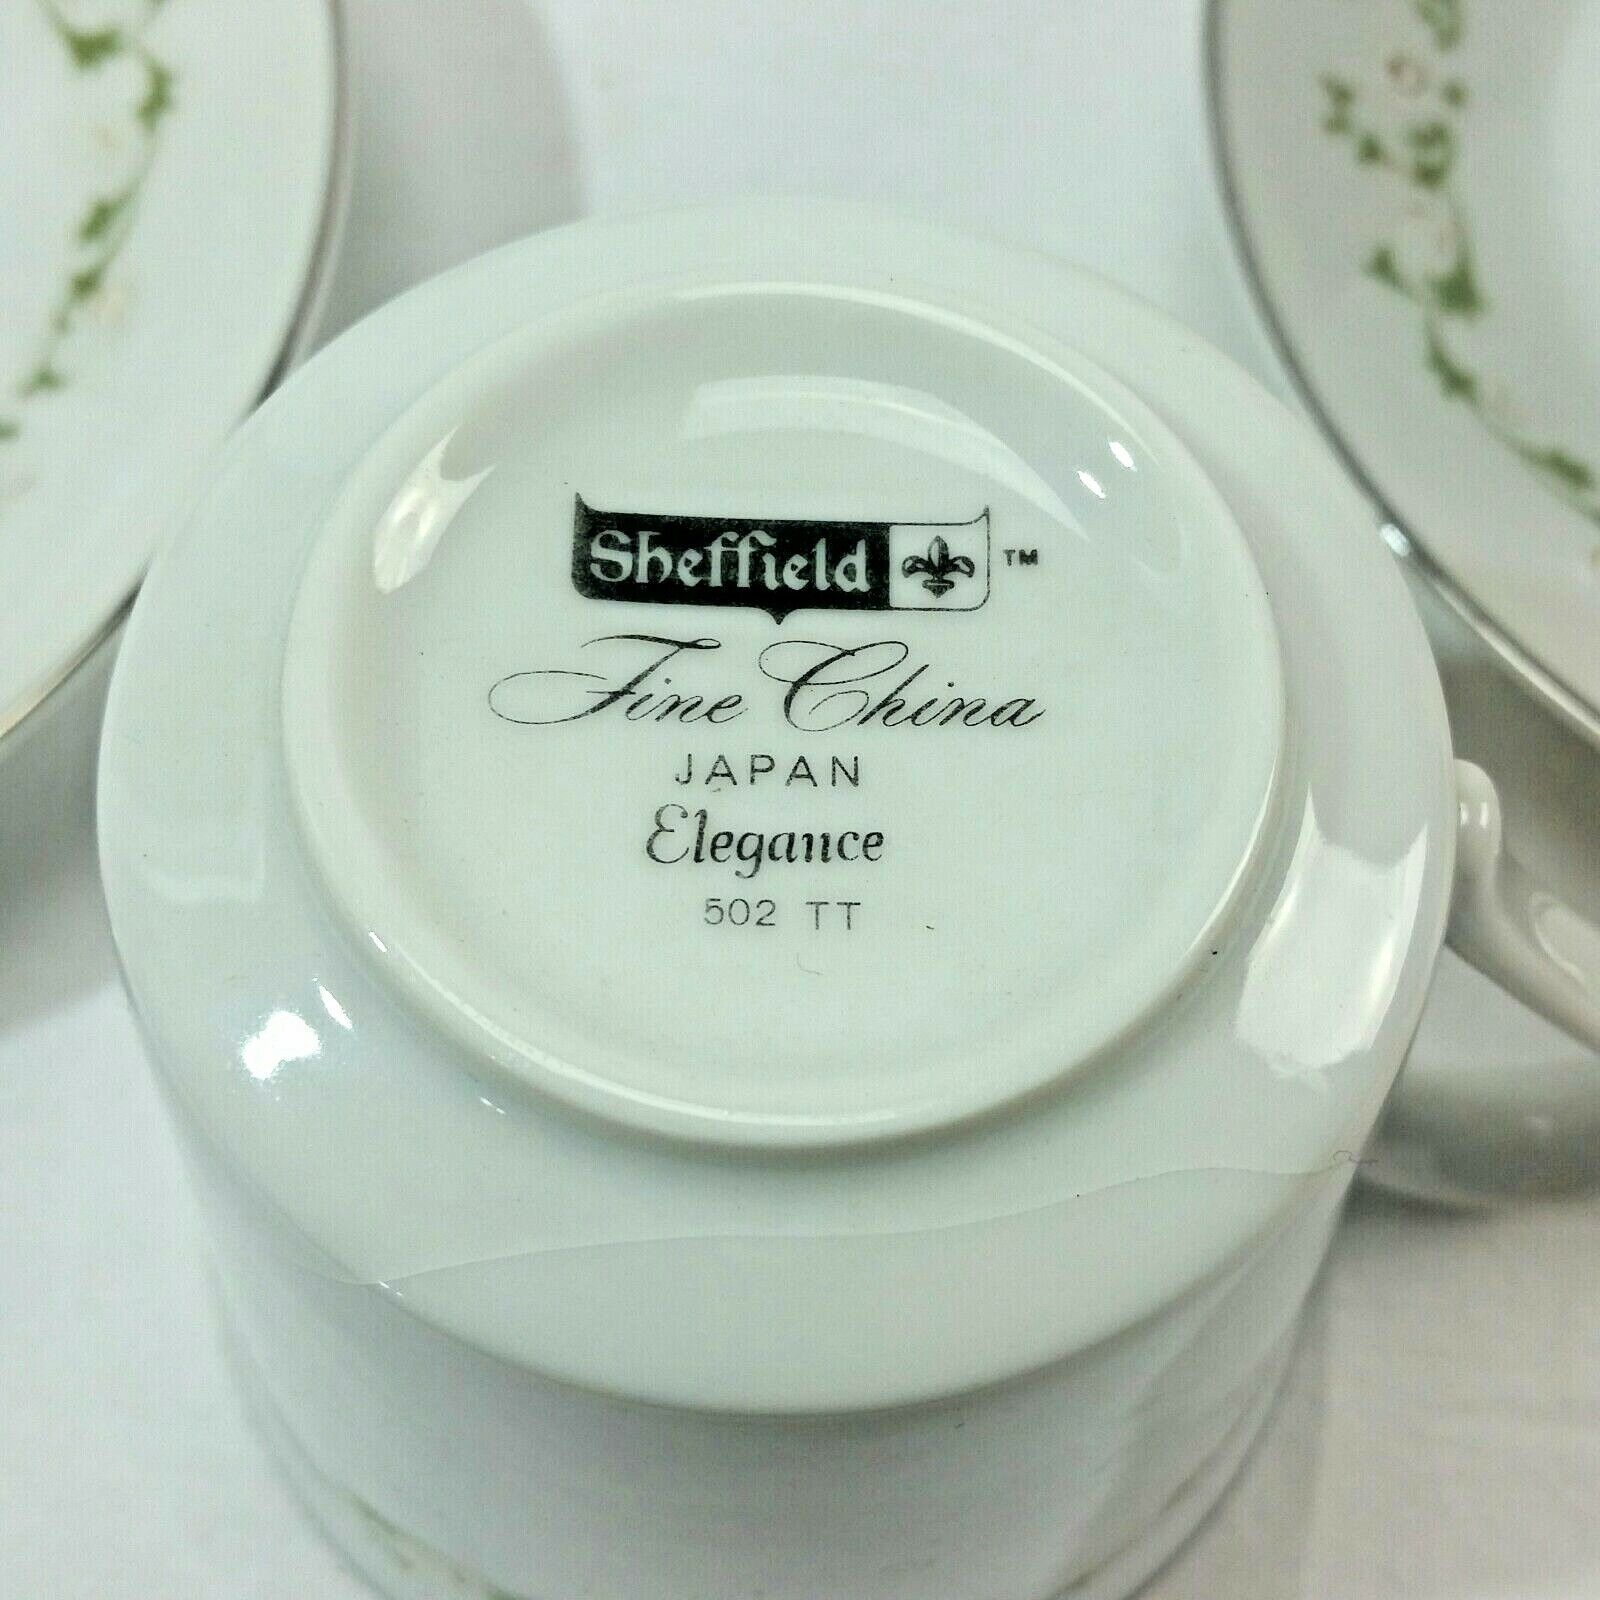 Sheffield ™
Fine China
JAPAN
Elegance
502 TT